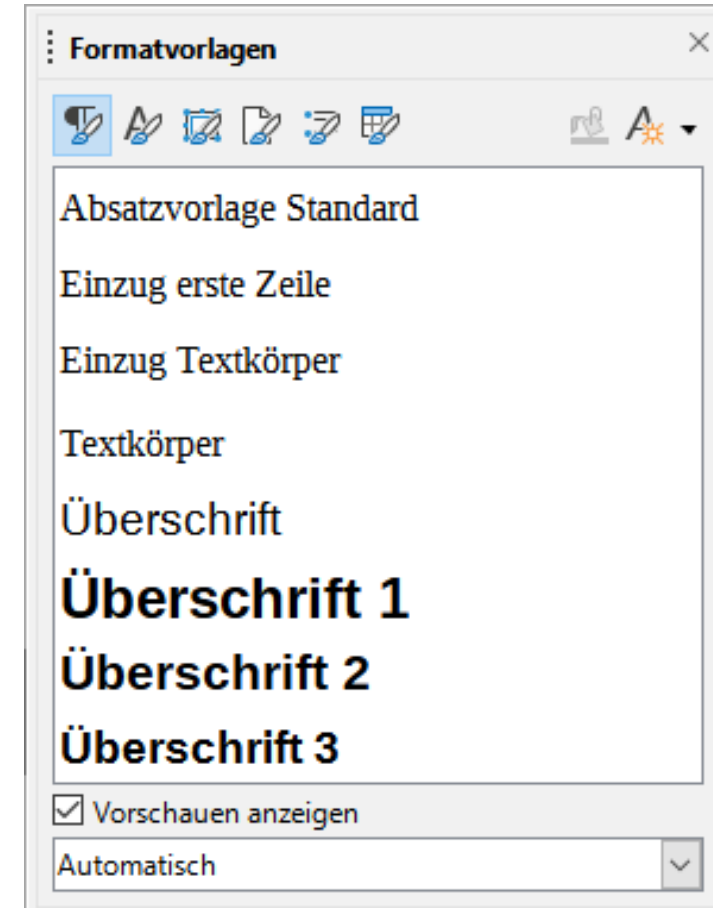 Formatvorlagen
Absatzvorlage Standard
Einzug erste Zeile
Einzug Textkörper
Textkörper
Überschrift
Überschrift 1
Überschrift 2
Überschrift 3
Vorschauen anzeigen
Automatisch